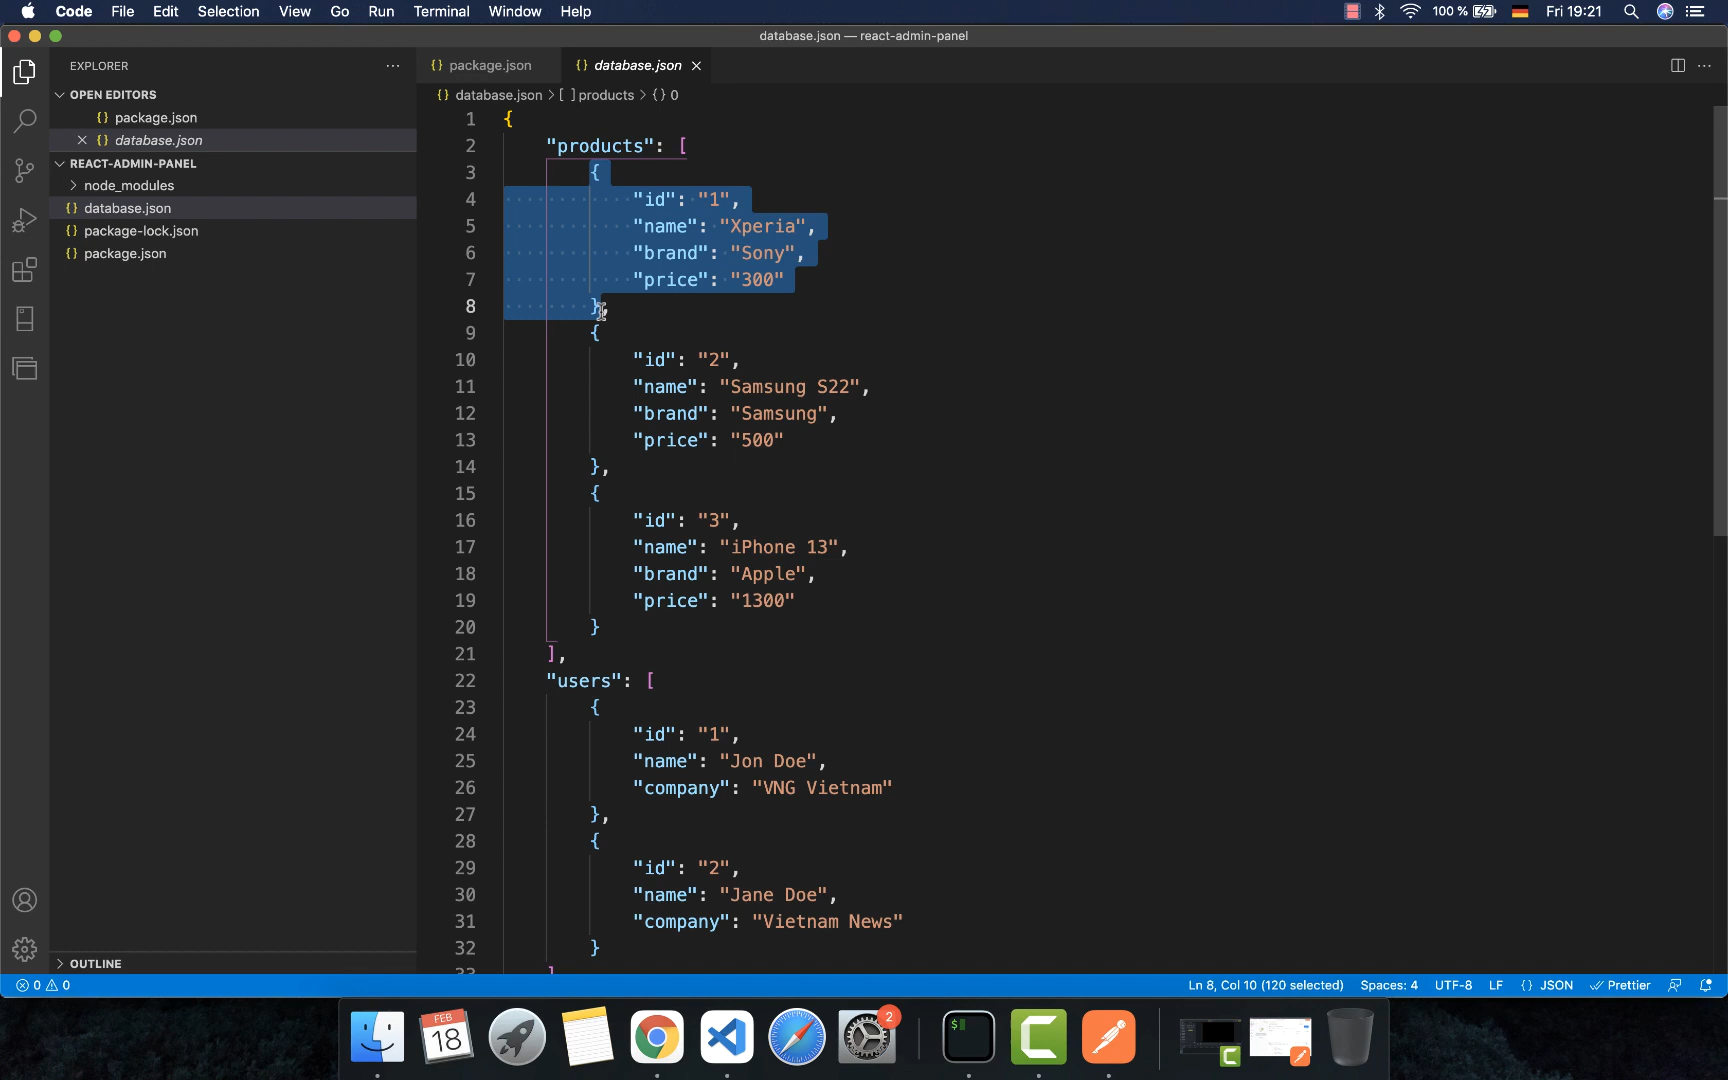 Code File Edit Selection View Go Run Terminal Window Help 100 % Fri 19:21
database.json — react-admin-panel
EXPLORER ···
OPEN EDITORS
{} package.json
× {} database.json
REACT-ADMIN-PANEL
> node_modules
{} database.json
{} package-lock.json
{} package.json
> OUTLINE
{} package.json {} database.json × ···
{} database.json > [ ] products > {} 0
1 {
2 "products": [
3 {
4 "id": "1",
5 "name": "Xperia",
6 "brand": "Sony",
7 "price": "300"
8 },
9 {
10 "id": "2",
11 "name": "Samsung S22",
12 "brand": "Samsung",
13 "price": "500"
14 },
15 {
16 "id": "3",
17 "name": "iPhone 13",
18 "brand": "Apple",
19 "price": "1300"
20 }
21 ],
22 "users": [
23 {
24 "id": "1",
25 "name": "Jon Doe",
26 "company": "VNG Vietnam"
27 },
28 {
29 "id": "2",
30 "name": "Jane Doe",
31 "company": "Vietnam News"
32 }
33 ]
0 0 Ln 8, Col 10 (120 selected) Spaces: 4 UTF-8 LF {} JSON Prettier
FEB
18
2
$